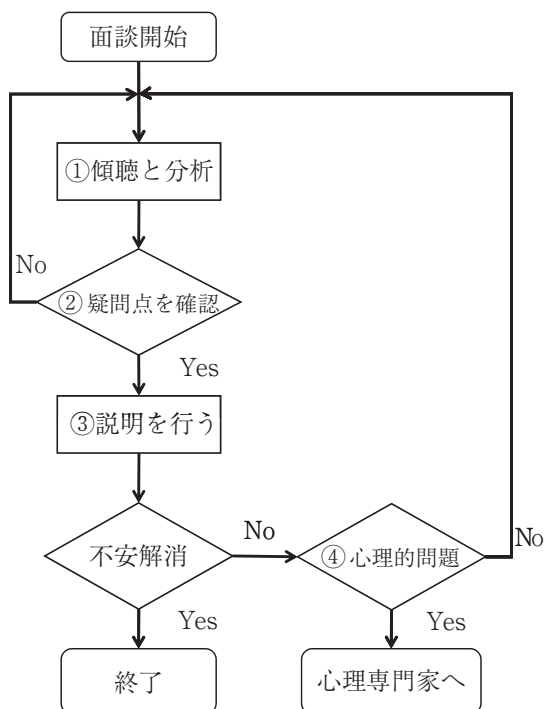 面談開始
①傾聴と分析
No
②疑問点を確認
Yes
③説明を行う
不安解消
No
④心理的問題
No
Yes
Yes
終了
心理専門家へ